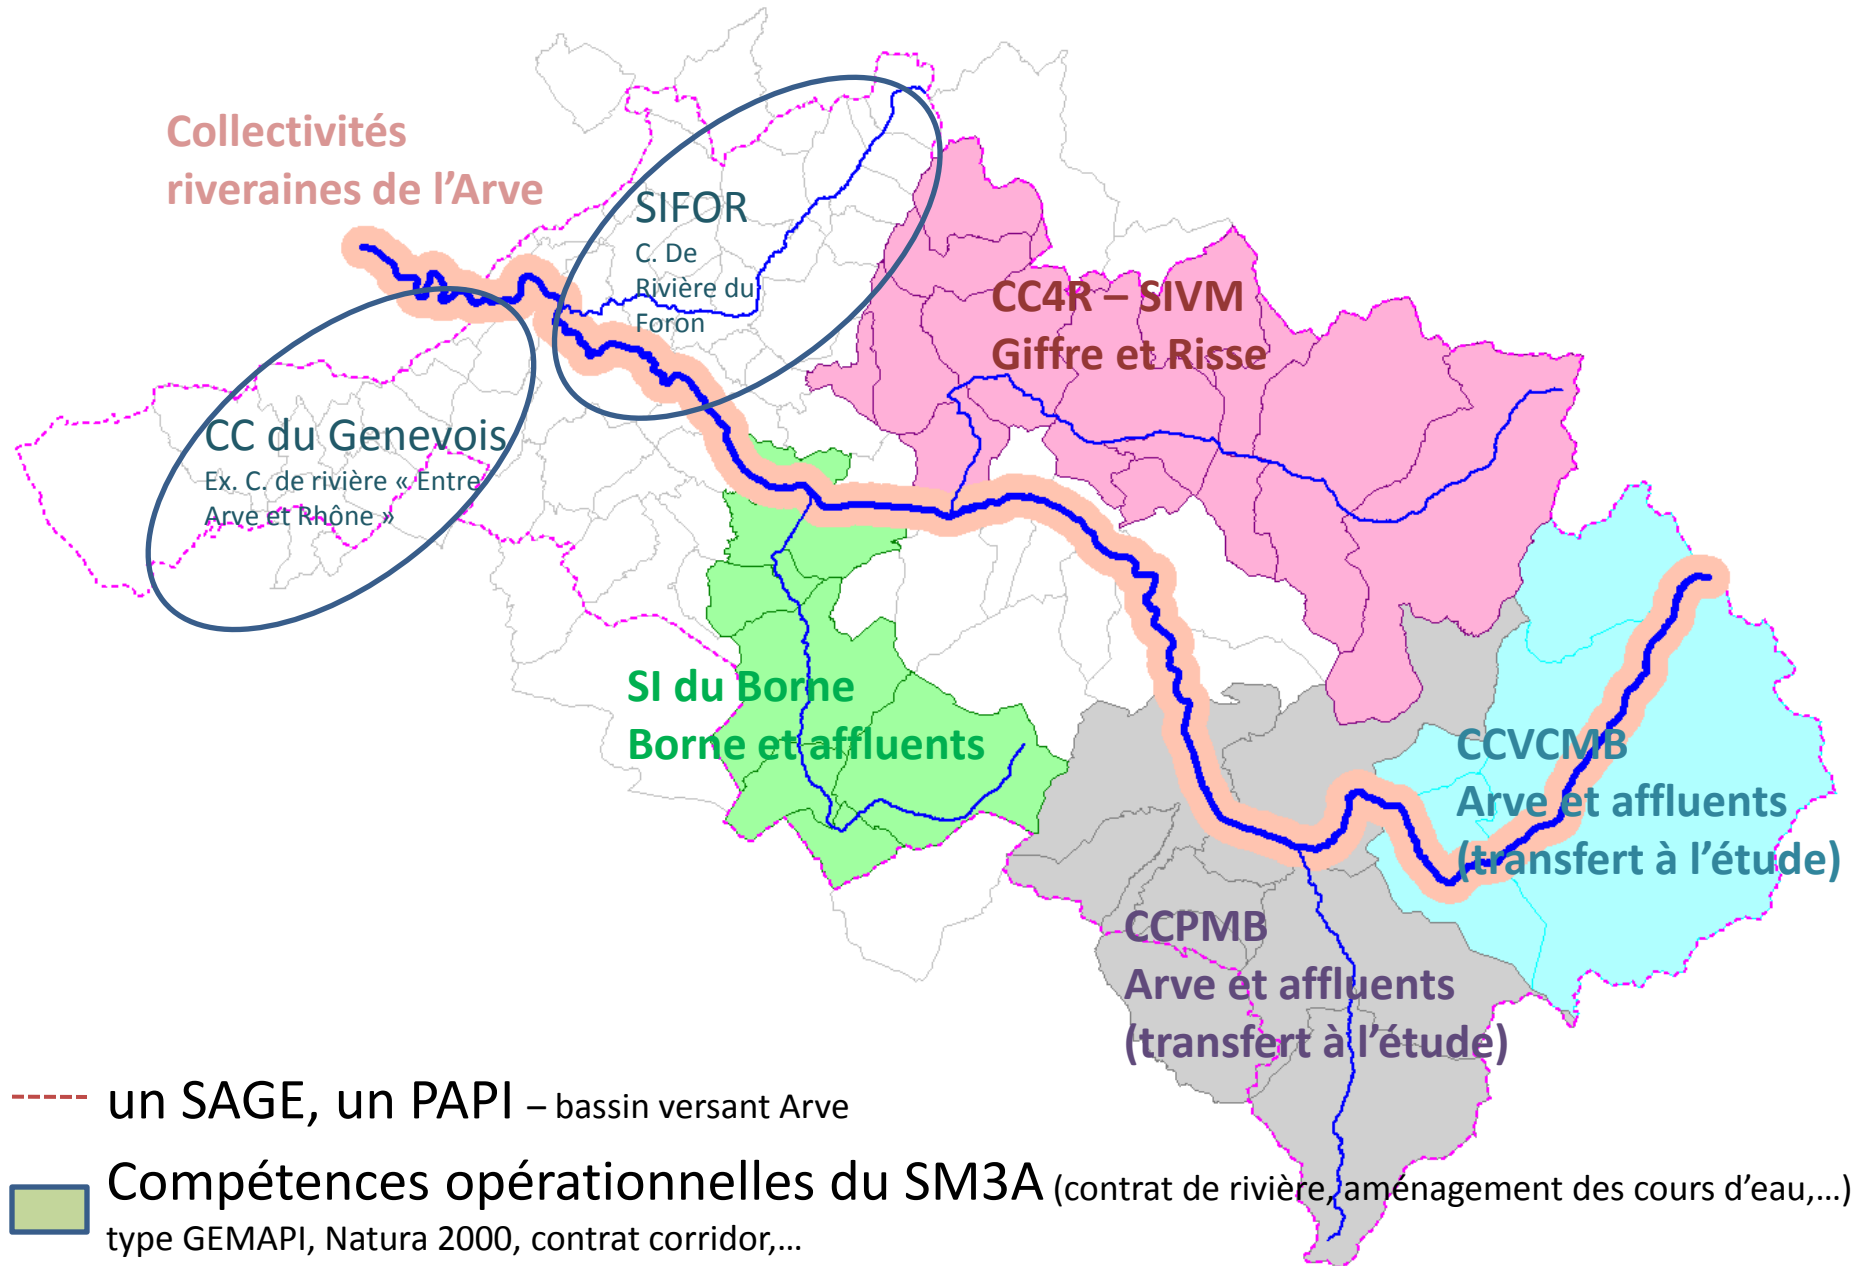 Collectivités
riveraines de l’Arve
SIFOR
C. De
Rivière du
Foron
CC4R – SIVM
Giffre et Risse
CC du Genevois
Ex. C. de rivière « Entre
Arve et Rhône »
SI du Borne
Borne et affluents
CCVCMB
Arve et affluents
(transfert à l’étude)
CCPMB
Arve et affluents
(transfert à l’étude)
un SAGE, un PAPI – bassin versant Arve
Compétences opérationnelles du SM3A (contrat de rivière, aménagement des cours d’eau,…)
type GEMAPI, Natura 2000, contrat corridor,…